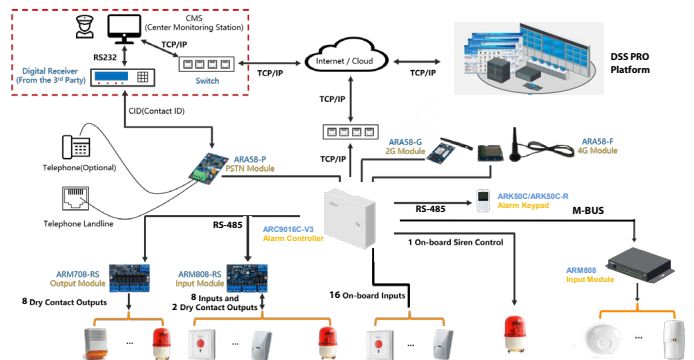 CMS
(Center Monitoring Station)
RS232
TCP/IP
Digital Receiver
(From the 3rd Party)
Switch
TCP/IP
Internet / Cloud
TCP/IP
DSS PRO
Platform
CID(Contact ID)
TCP/IP
TCP/IP
ARA58-P
PSTN Module
ARA58-G
2G Module
ARA58-F
4G Module
Telephone(Optional)
Telephone Landline
RS-485
ARC9016C-V3
Alarm Controller
RS-485
ARK50C/ARK50C-R
Alarm Keypad
M-BUS
1 On-board Siren Control
ARM708-RS
Output Module
ARM808-RS
Input Module
ARM808
Input Module
8 Dry Contact Outputs
8 Inputs and
2 Dry Contact Outputs
16 On-board Inputs
...
...
...
...